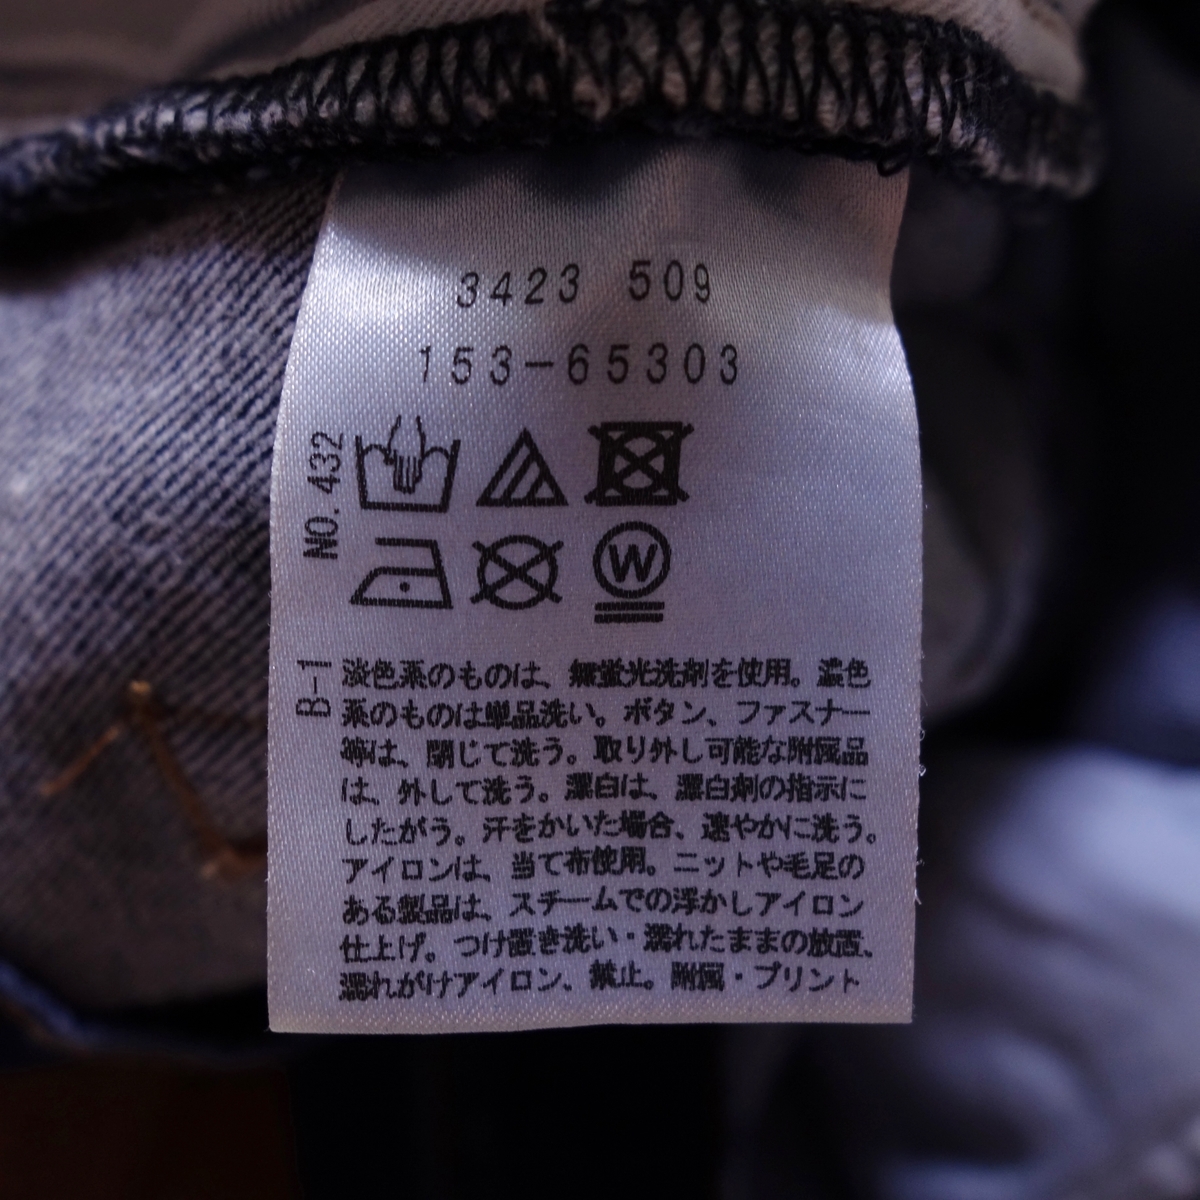 3423 509
153-65303
NO. 432
W
B-1
淡色系のものは、無蛍光洗剤を使用。濃色
系のものは単品洗い。ボタン、ファスナー
等は、閉じて洗う。取り外し可能な附属品
は、外して洗う。漂白は、漂白剤の指示に
したがう。汗をかいた場合、速やかに洗う。
アイロンは、当て布使用。ニットや毛足の
ある製品は、スチームでの浮かしアイロン
仕上げ。つけ置き洗い・濡れたままの放置、
濡れがけアイロン、禁止。附属・プリント